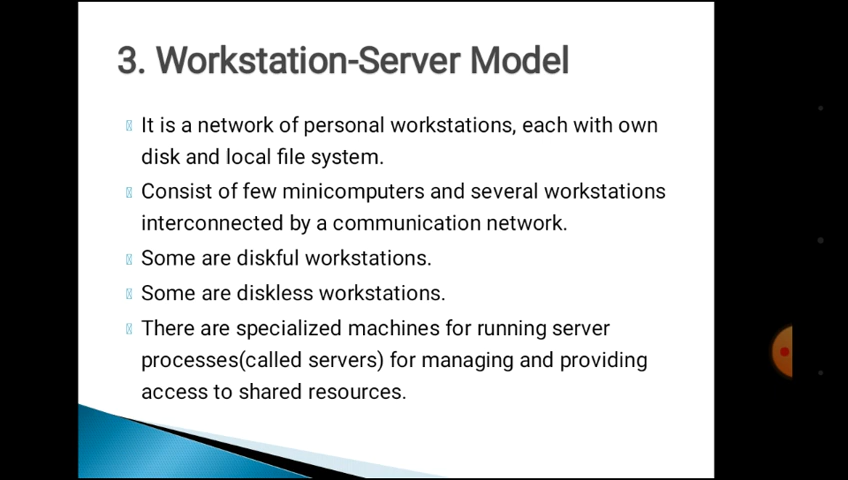 3. Workstation-Server Model
It is a network of personal workstations, each with own
disk and local file system.
Consist of few minicomputers and several workstations
interconnected by a communication network.
Some are diskful workstations.
Some are diskless workstations.
There are specialized machines for running server
processes(called servers) for managing and providing
access to shared resources.